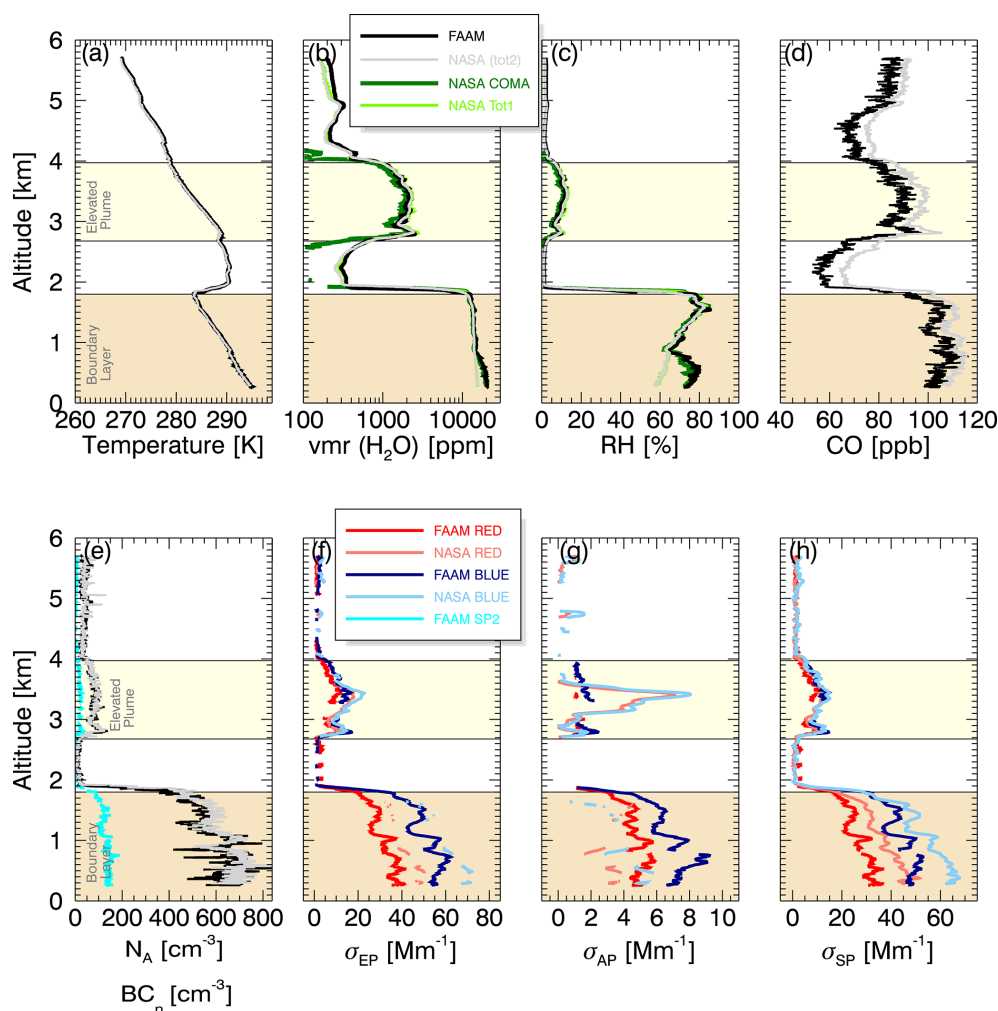 (a)
(b)
(c)
(d)
FAAM
NASA (tot2)
NASA COMA
NASA Tot1
6
5
4
3
2
1
0
Altitude [km]
Elevated
Plume
Boundary
Layer
260 270 280 290
Temperature [K]
100 1000 10000
vmr (H₂O) [ppm]
0 20 40 60 80 100
RH [%]
40 60 80 100 120
CO [ppb]
(e)
(f)
(g)
(h)
FAAM RED
NASA RED
FAAM BLUE
NASA BLUE
FAAM SP2
6
5
4
3
2
1
0
Altitude [km]
Elevated
Plume
Boundary
Layer
0 200 400 600 800
N_A [cm⁻³]
BC_n [cm⁻³]
0 20 40 60 80
σ_EP [Mm⁻¹]
0 2 4 6 8 10
σ_AP [Mm⁻¹]
0 20 40 60
σ_SP [Mm⁻¹]